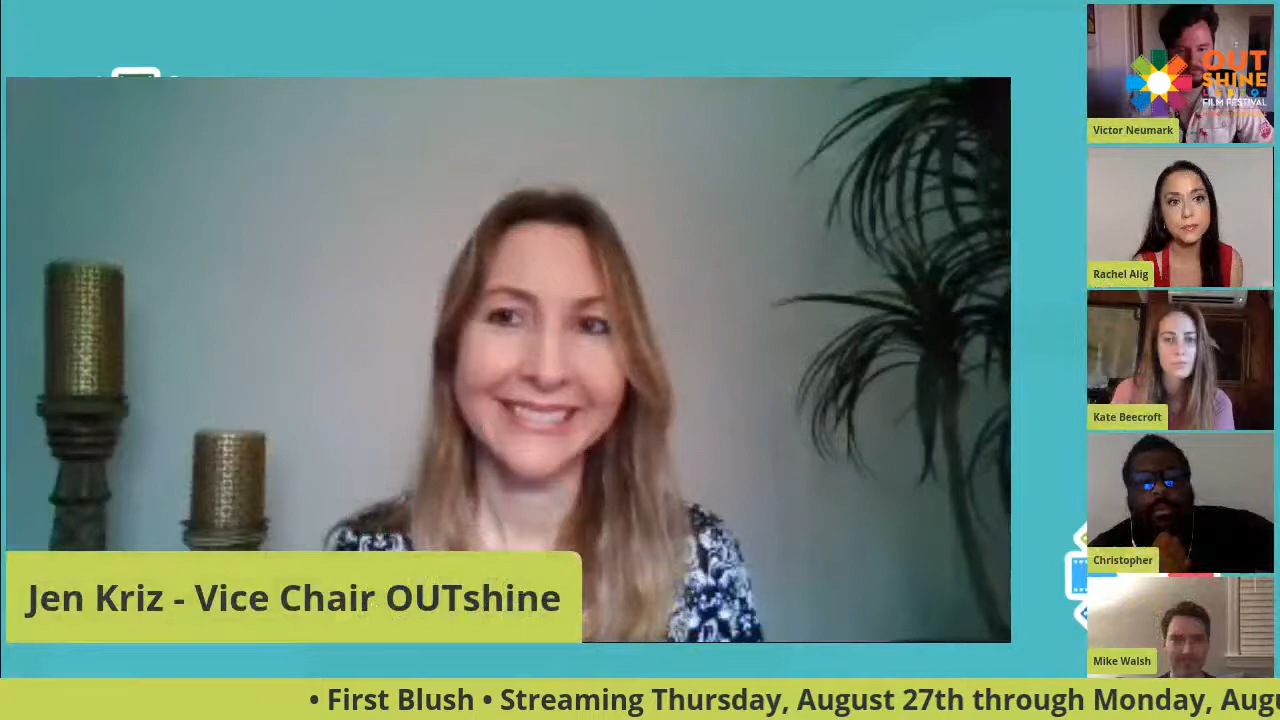 OUT
SHINE
FILM FESTIVAL
Victor Neumark
Rachel Alig
Kate Beecroft
Christopher
Mike Walsh
Jen Kriz - Vice Chair OUTshine
• First Blush • Streaming Thursday, August 27th through Monday, Aug